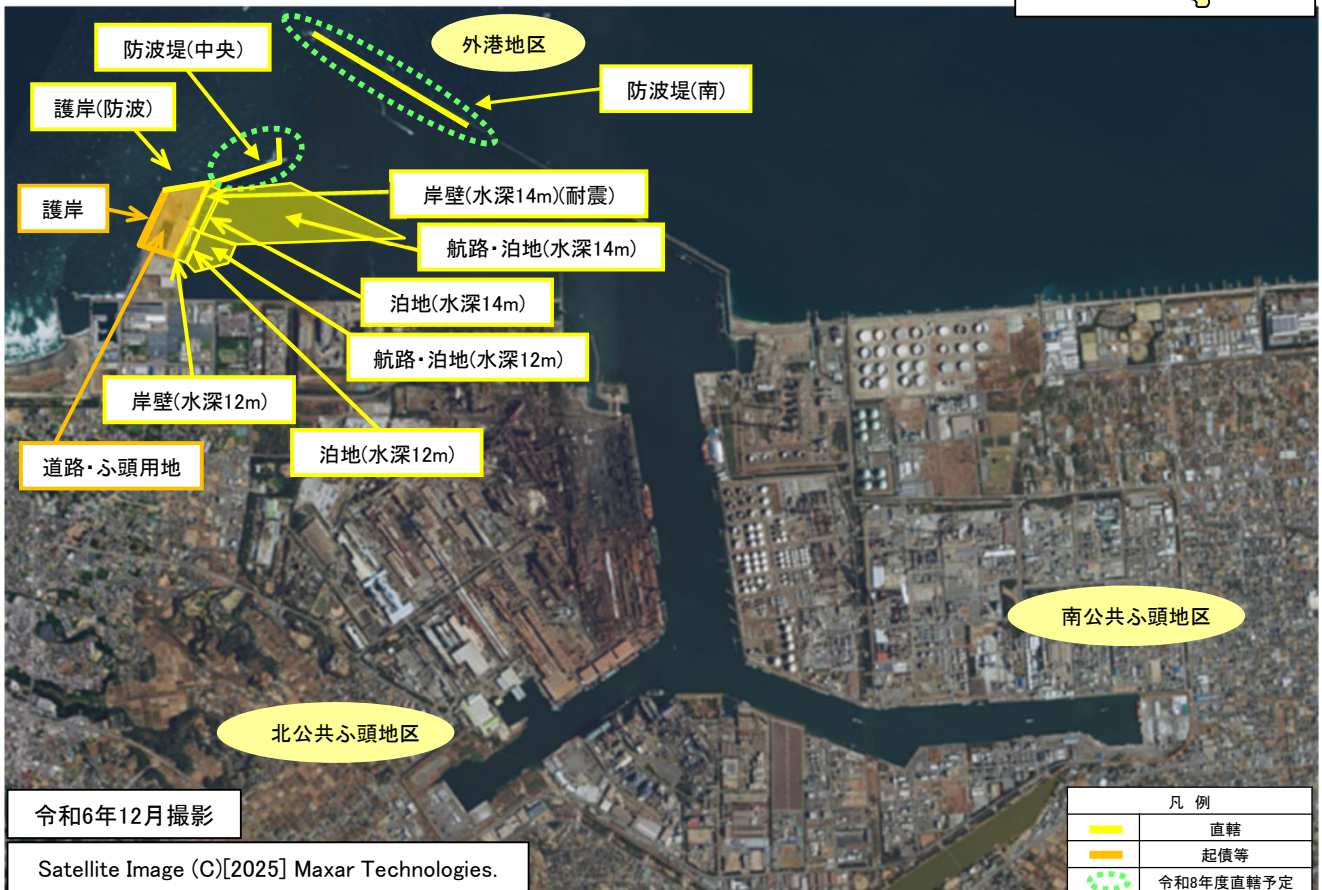 外港地区
防波堤(中央)
防波堤(南)
護岸(防波)
護岸
岸壁(水深14m)(耐震)
航路・泊地(水深14m)
泊地(水深14m)
航路・泊地(水深12m)
岸壁(水深12m)
泊地(水深12m)
道路・ふ頭用地
南公共ふ頭地区
北公共ふ頭地区
令和6年12月撮影
Satellite Image (C)[2025] Maxar Technologies.
凡 例
直轄
起債等
令和8年度直轄予定